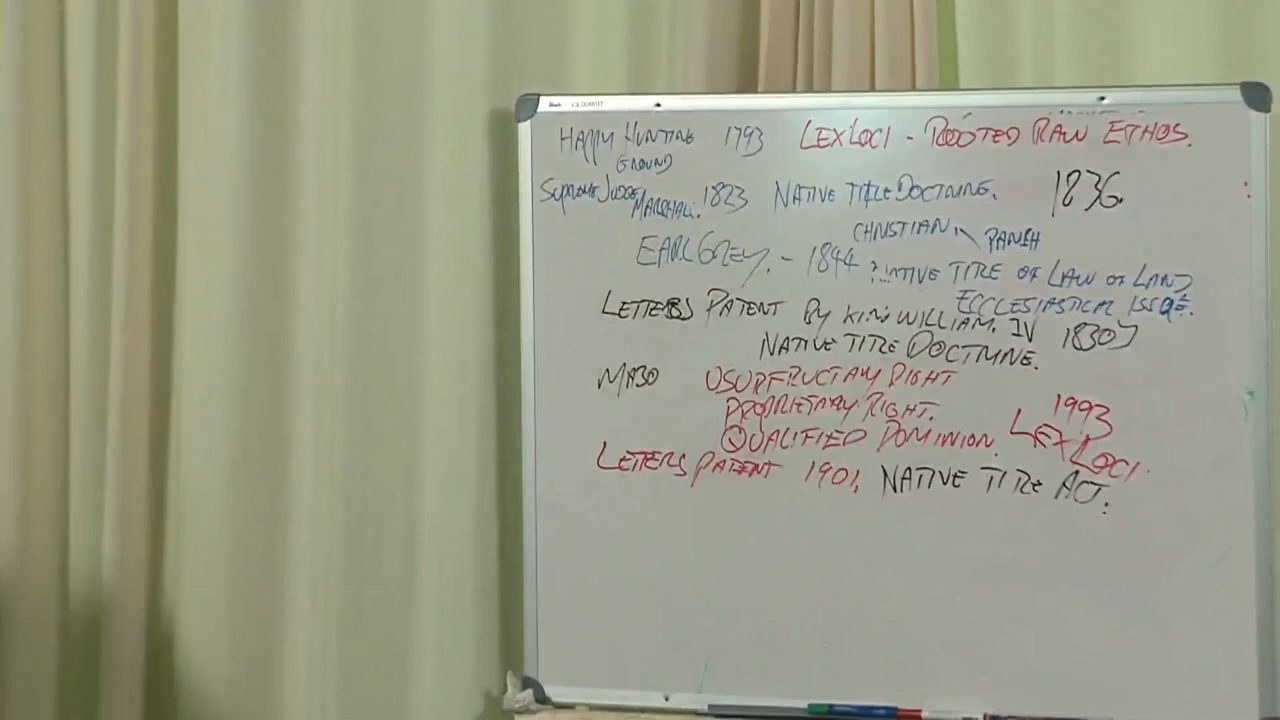 HAPPY HUNTING 1793 LEX LOCI - ROOTED RAW ETHOS.
GROUND
SUPREME JUDGE MARSHALL. 1823 NATIVE TITLE DOCTRINE. 1836
CHRISTIAN, PARISH
EARL GREY. - 1844 NATIVE TITLE OF LAW OF LAND
ECCLESIASTICAL ISSUE.
LETTERS PATENT BY KING WILLIAM. IV 1830
NATIVE TITLE DOCTRINE.
MABO USUFRUCTARY RIGHT
PROPRIETARY RIGHT. 1993
QUALIFIED DOMINION. LEX LOCI.
LETTERS PATENT 1901, NATIVE TITLE ACT.